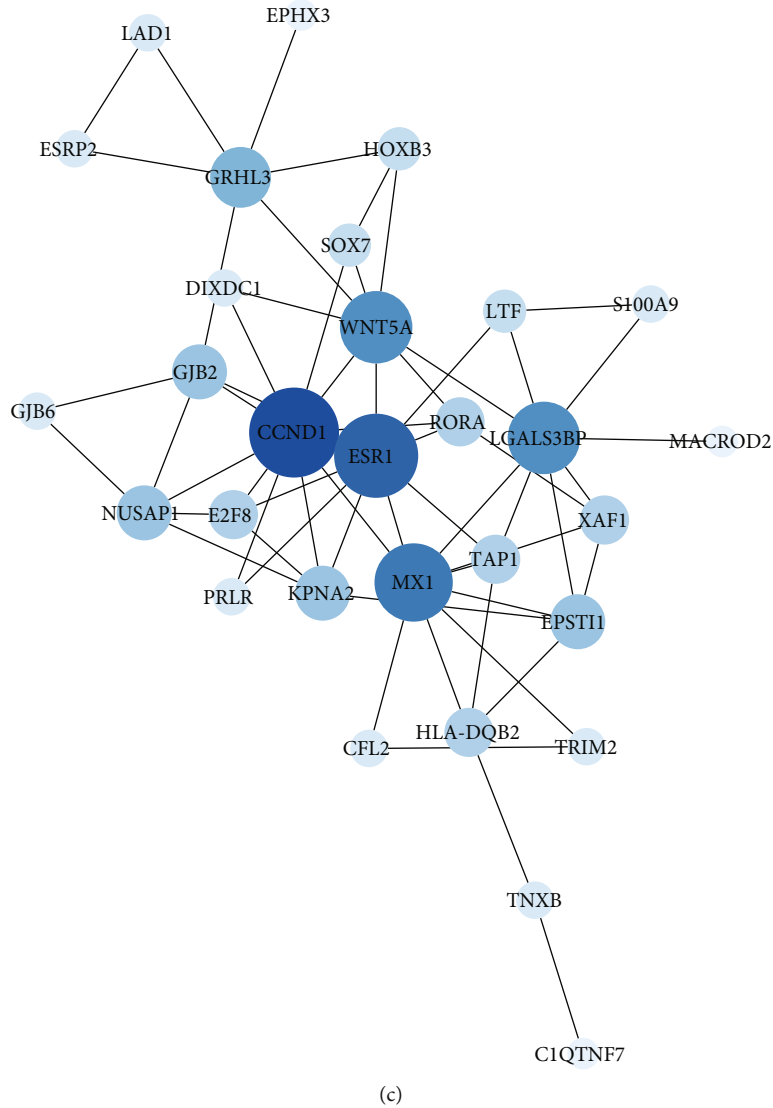 EPHX3
LAD1
ESRP2
HOXB3
GRHL3
SOX7
DIXDC1
S100A9
LTF
WNT5A
GJB2
GJB6
RORA
CCND1
LGALS3BP
MACROD2
ESR1
NUSAP1
E2F8
XAF1
TAP1
MX1
PRLR
KPNA2
EPSTI1
HLA-DQB2
CFL2
TRIM2
TNXB
C1QTNF7
(c)